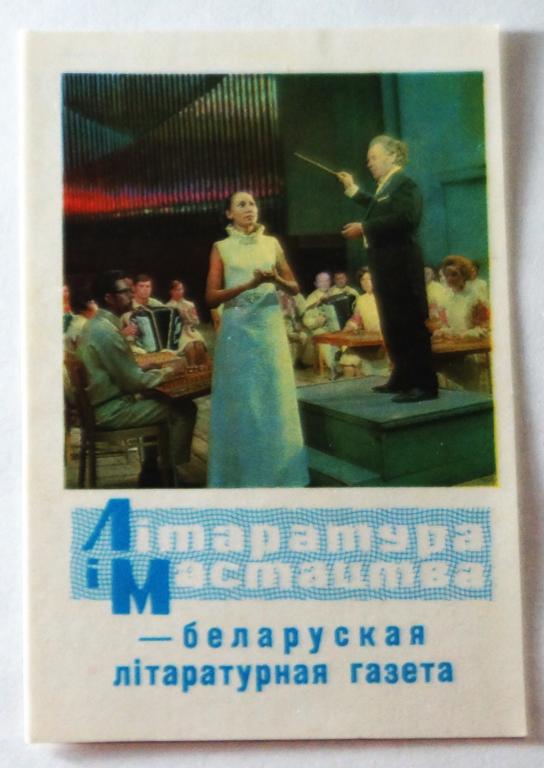 Літаратура
і Мастацтва
— беларуская
літаратурная газета